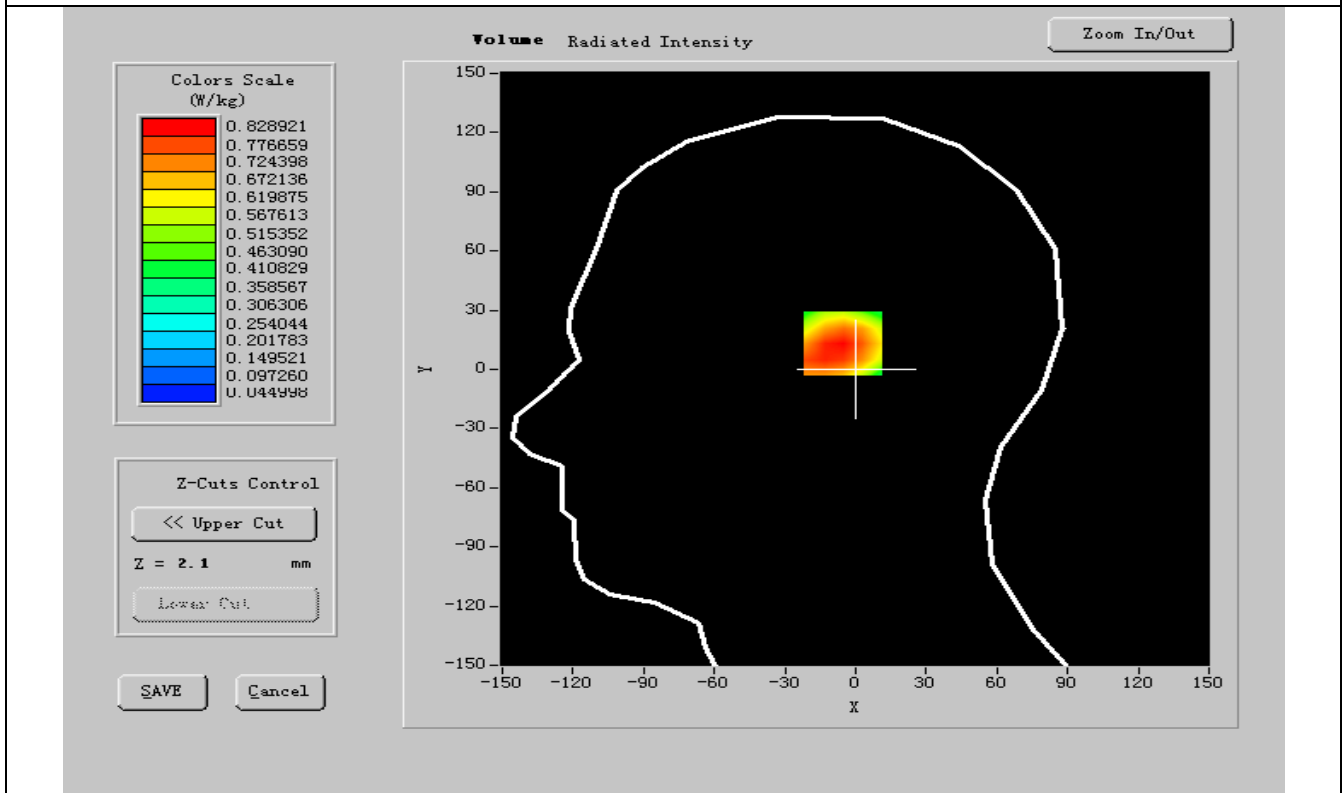 Volume Radiated Intensity
Zoom In/Out
Colors Scale
(W/kg)
0.828921
0.776659
0.724398
0.672136
0.619875
0.567613
0.515352
0.463090
0.410829
0.358567
0.306306
0.254044
0.201783
0.149521
0.097260
0.044998
Z-Cuts Control
<< Upper Cut
Z = 2.1 mm
Lower Cut
SAVE
Cancel
150
120
90
60
30
0
-30
-60
-90
-120
-150
Y
-150 -120 -90 -60 -30 0 30 60 90 120 150
X